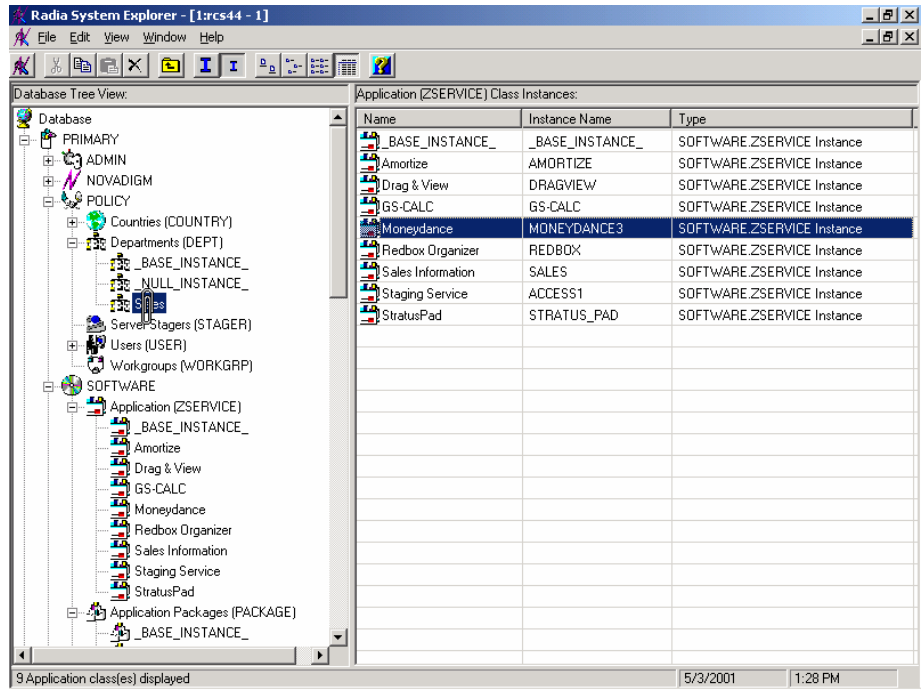 Radia System Explorer - [1:rcs44 - 1]
File Edit View Window Help
Database Tree View:
Database
PRIMARY
ADMIN
NOVADIGM
POLICY
Countries (COUNTRY)
Departments (DEPT)
_BASE_INSTANCE_
_NULL_INSTANCE_
Server Stagers (STAGER)
Users (USER)
Workgroups (WORKGRP)
SOFTWARE
Application (ZSERVICE)
_BASE_INSTANCE_
Amortize
Drag & View
GS-CALC
Moneydance
Redbox Organizer
Sales Information
Staging Service
StratusPad
Application Packages (PACKAGE)
_BASE_INSTANCE_
Application (ZSERVICE) Class Instances:
Name Instance Name Type
_BASE_INSTANCE_ _BASE_INSTANCE_ SOFTWARE.ZSERVICE Instance
Amortize AMORTIZE SOFTWARE.ZSERVICE Instance
Drag & View DRAGVIEW SOFTWARE.ZSERVICE Instance
GS-CALC GS-CALC SOFTWARE.ZSERVICE Instance
Moneydance MONEYDANCE3 SOFTWARE.ZSERVICE Instance
Redbox Organizer REDBOX SOFTWARE.ZSERVICE Instance
Sales Information SALES SOFTWARE.ZSERVICE Instance
Staging Service ACCESS1 SOFTWARE.ZSERVICE Instance
StratusPad STRATUS_PAD SOFTWARE.ZSERVICE Instance
9 Application class(es) displayed 5/3/2001 1:28 PM